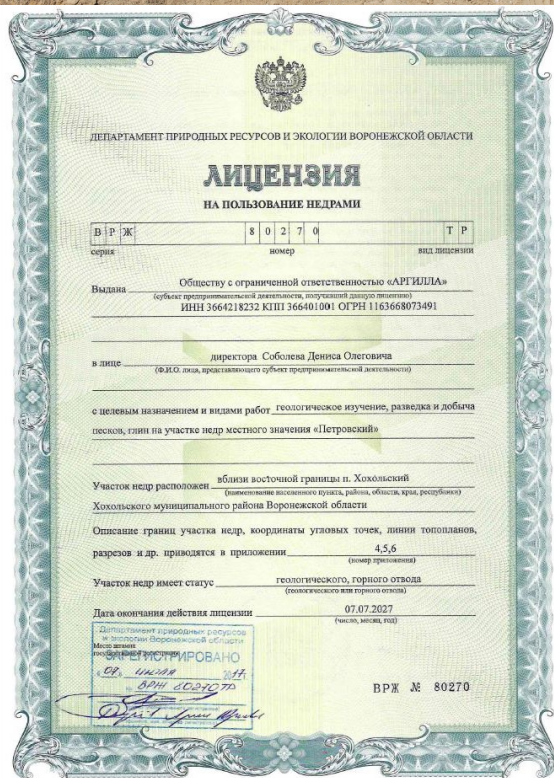 ДЕПАРТАМЕНТ ПРИРОДНЫХ РЕСУРСОВ И ЭКОЛОГИИ ВОРОНЕЖСКОЙ ОБЛАСТИ
ЛИЦЕНЗИЯ
НА ПОЛЬЗОВАНИЕ НЕДРАМИ
В Р Ж 8 0 2 7 0 Т Р
серия номер вид лицензии
Выдана Обществу с ограниченной ответственностью «АРГИЛЛА»
(субъект предпринимательской деятельности, получивший данную лицензию)
ИНН 3664218232 КПП 366401001 ОГРН 1163668073491
в лице директора Соболева Дениса Олеговича
(Ф.И.О. лица, представляющего субъект предпринимательской деятельности)
с целевым назначением и видами работ геологическое изучение, разведка и добыча
песков, глин на участке недр местного значения «Петровский»
Участок недр расположен вблизи восточной границы п. Хохольский
(наименование населенного пункта, района, области, края, республики)
Хохольского муниципального района Воронежской области
Описание границ участка недр, координаты угловых точек, линии топопланов,
разрезов и др. приводятся в приложении 4,5,6
(номер приложения)
Участок недр имеет статус геологического, горного отвода
(геологического или горного отвода)
Дата окончания действия лицензии 07.07.2027
(число, месяц, год)
Департамент природных ресурсов
и экологии Воронежской области
Место штампа
ЗАРЕГИСТРИРОВАНО
июля 2017
ВРЖ 80270 ТР
ВРЖ № 80270